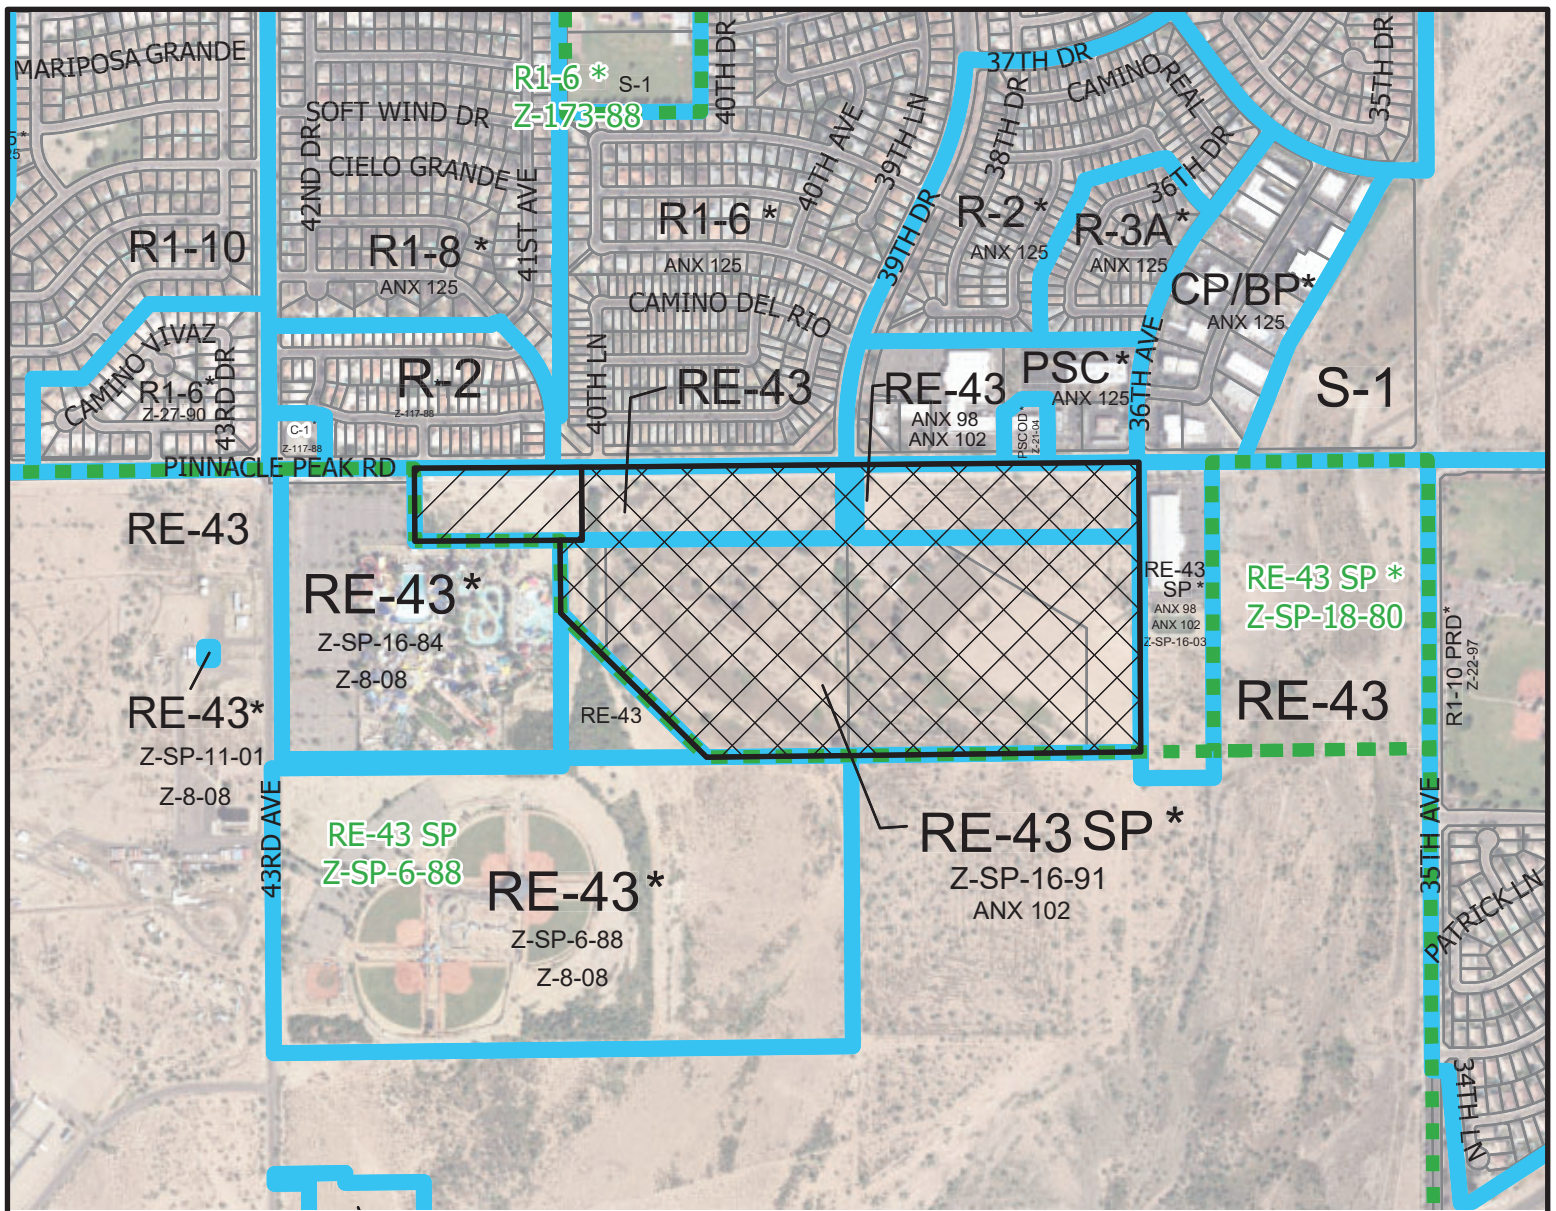 MARIPOSA GRANDE
SOFT WIND DR
CIELO GRANDE
42ND DR
41ST AVE
R1-10
R1-8 *
ANX 125
R1-6 *
Z-173-88
S-1
40TH DR
40TH AVE
39TH LN
R1-6 *
ANX 125
CAMINO DEL RIO
39TH DR
37TH DR
38TH DR
CAMINO REAL
36TH DR
35TH DR
R-2 *
ANX 125
R-3A *
ANX 125
CP/BP*
ANX 125
CAMINO VIVAZ
R1-6 *
Z-27-90
43RD DR
R-2
Z-117-88
C-1 *
Z-117-88
40TH LN
RE-43
RE-43
ANX 98
ANX 102
PSC *
ANX 125
PSCOD *
Z-21-04
36TH AVE
S-1
PINNACLE PEAK RD
RE-43
RE-43 *
Z-SP-16-84
Z-8-08
RE-43*
Z-SP-11-01
Z-8-08
RE-43
RE-43
SP *
ANX 98
ANX 102
Z-SP-16-03
RE-43 SP *
Z-SP-18-80
RE-43
R1-10 PRD*
Z-22-97
43RD AVE
RE-43 SP
Z-SP-6-88
RE-43 *
Z-SP-6-88
Z-8-08
RE-43 SP *
Z-SP-16-91
ANX 102
35TH AVE
PATRICK LN
34TH LN